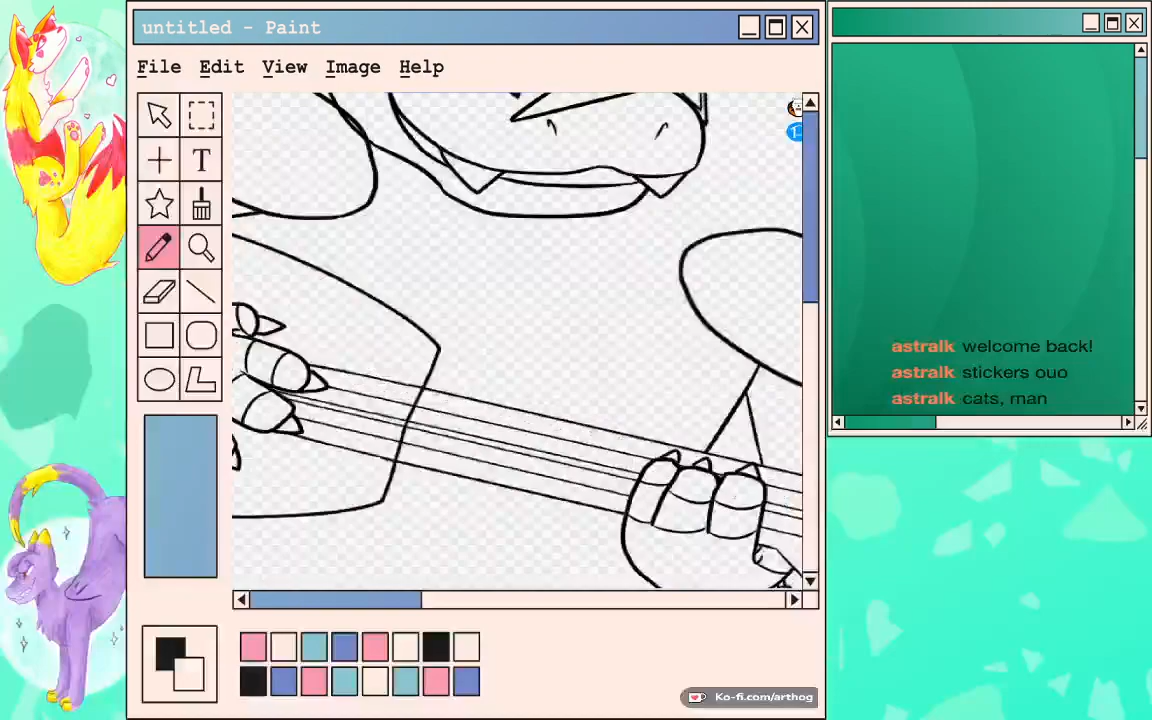 untitled - Paint
File Edit View Image Help
T
astralk welcome back!
astralk stickers ouo
astralk cats, man
Ko-fi.com/arthog